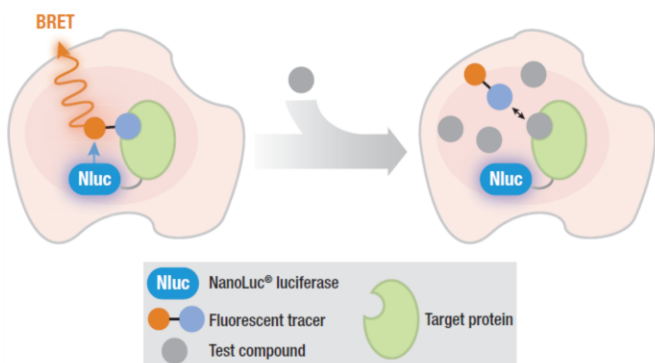 BRET
Nluc
Nluc
Nluc NanoLuc® luciferase
Fluorescent tracer
Target protein
Test compound